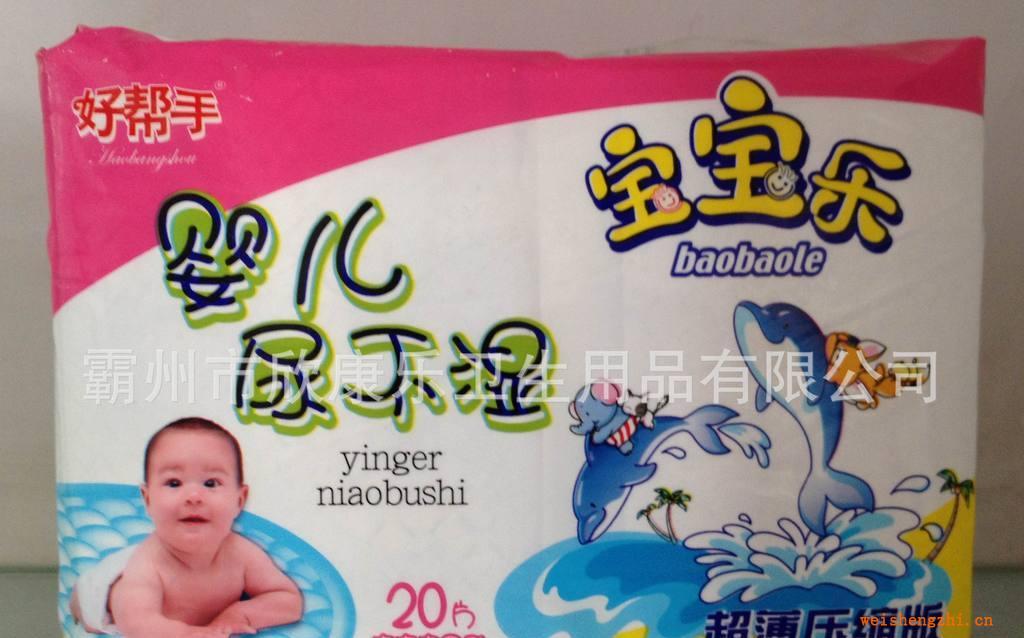 好帮手®
Haobangshou
宝宝乐
baobaole
婴儿
尿不湿
霸州市欣康乐卫生用品有限公司
yinger
niaobushi
20片
超薄压缩版
weishengzhi.cn